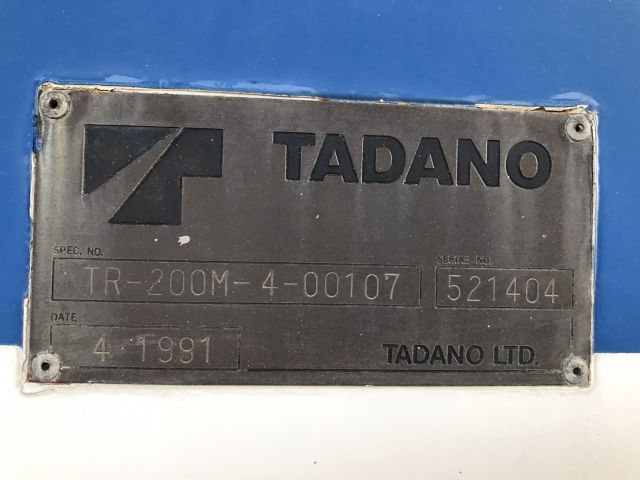 TADANO
SPEC. NO. SERIAL NO.
TR-200M-4-00107 521404
DATE
4·1991
TADANO LTD.